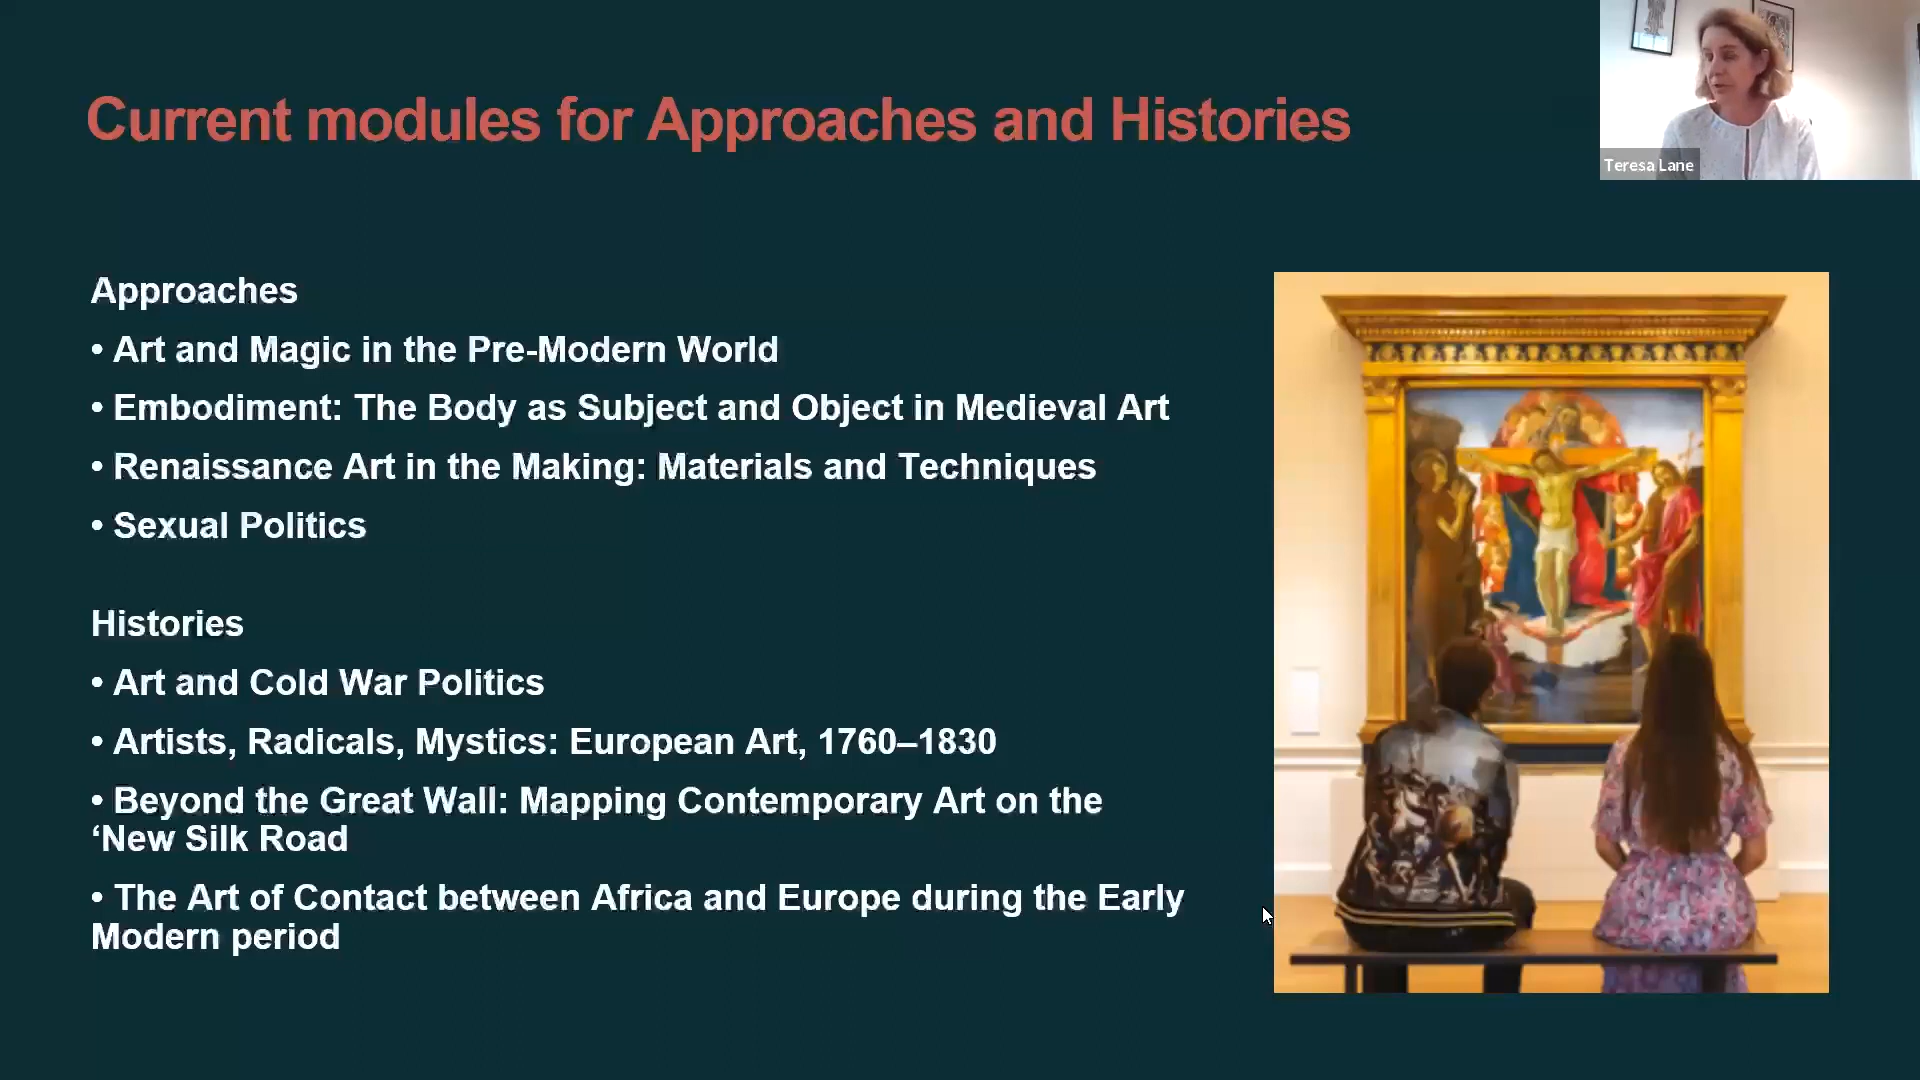 Current modules for Approaches and Histories
Teresa Lane
Approaches
• Art and Magic in the Pre-Modern World
• Embodiment: The Body as Subject and Object in Medieval Art
• Renaissance Art in the Making: Materials and Techniques
• Sexual Politics
Histories
• Art and Cold War Politics
• Artists, Radicals, Mystics: European Art, 1760–1830
• Beyond the Great Wall: Mapping Contemporary Art on the
‘New Silk Road
• The Art of Contact between Africa and Europe during the Early
Modern period